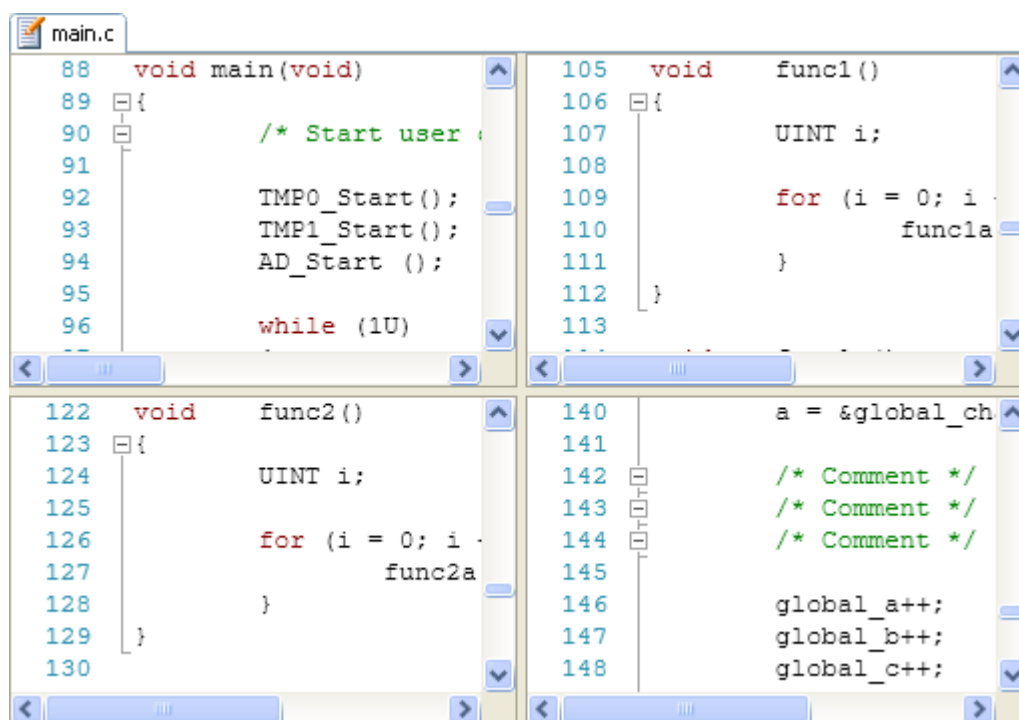 main.c
88 void main(void)
89 {
90 /* Start user
91
92 TMP0_Start();
93 TMP1_Start();
94 AD_Start ();
95
96 while (1U)
105 void func1()
106 {
107 UINT i;
108
109 for (i = 0; i
110 func1a
111 }
112 }
113
122 void func2()
123 {
124 UINT i;
125
126 for (i = 0; i
127 func2a
128 }
129 }
130
140 a = &global_ch
141
142 /* Comment */
143 /* Comment */
144 /* Comment */
145
146 global_a++;
147 global_b++;
148 global_c++;